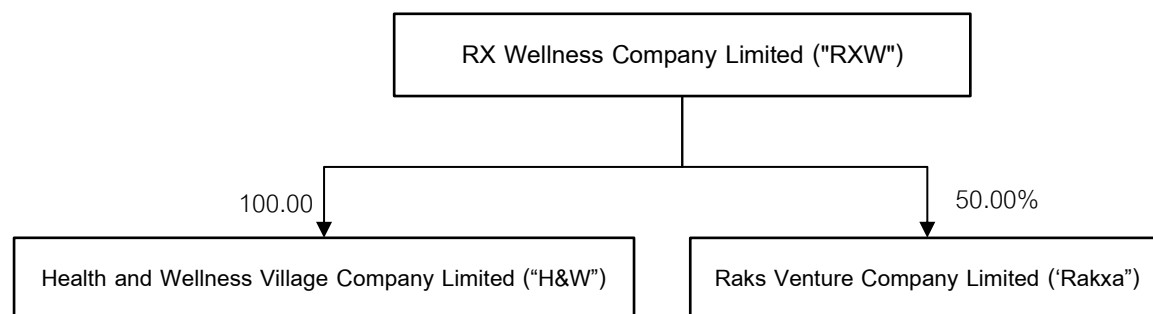 RX Wellness Company Limited ("RXW")
100.00
50.00%
Health and Wellness Village Company Limited (“H&W”)
Raks Venture Company Limited (‘Rakxa”)